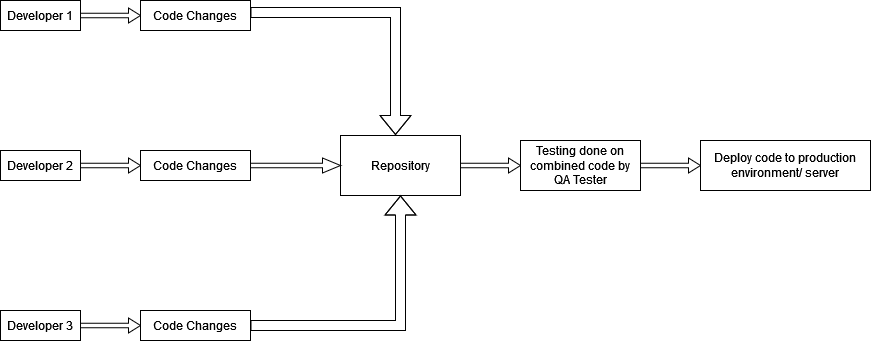 Developer 1
Code Changes
Developer 2
Code Changes
Repository
Testing done on
combined code by
QA Tester
Deploy code to production
environment/ server
Developer 3
Code Changes